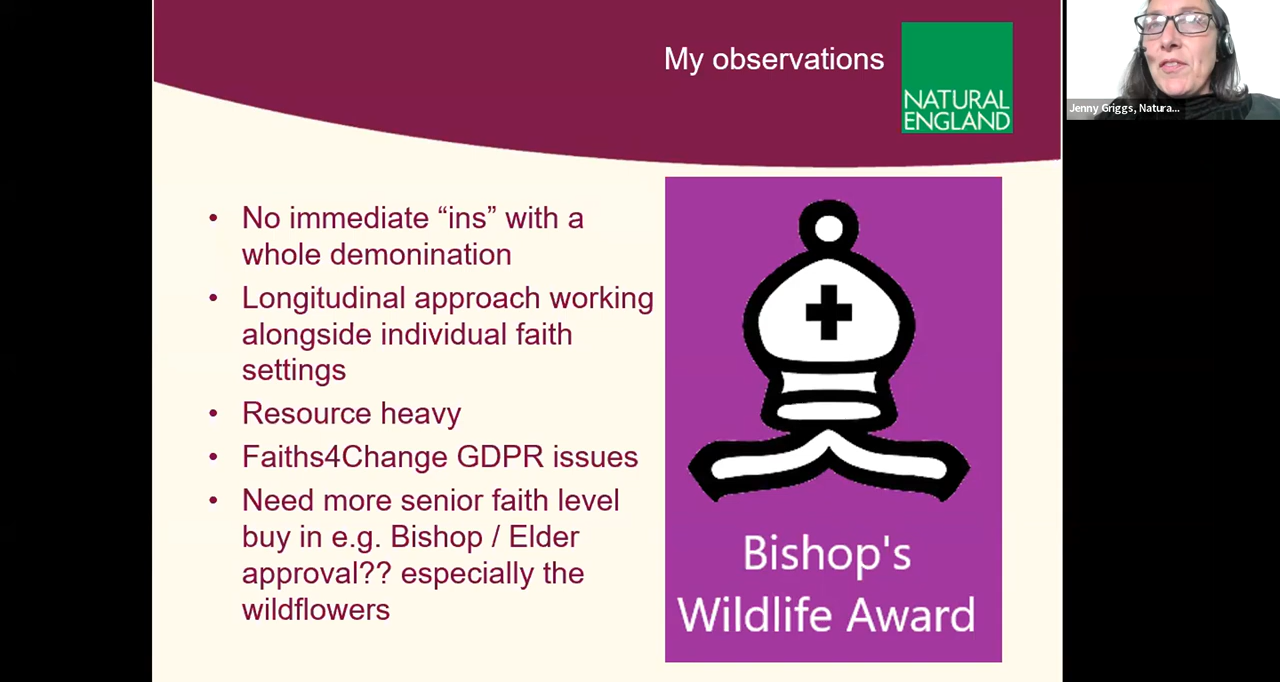 My observations
NATURAL
ENGLAND
Jenny Griggs, Natura...
No immediate “ins” with a
whole demonination
Longitudinal approach working
alongside individual faith
settings
Resource heavy
Faiths4Change GDPR issues
Need more senior faith level
buy in e.g. Bishop / Elder
approval?? especially the
wildflowers
Bishop's
Wildlife Award